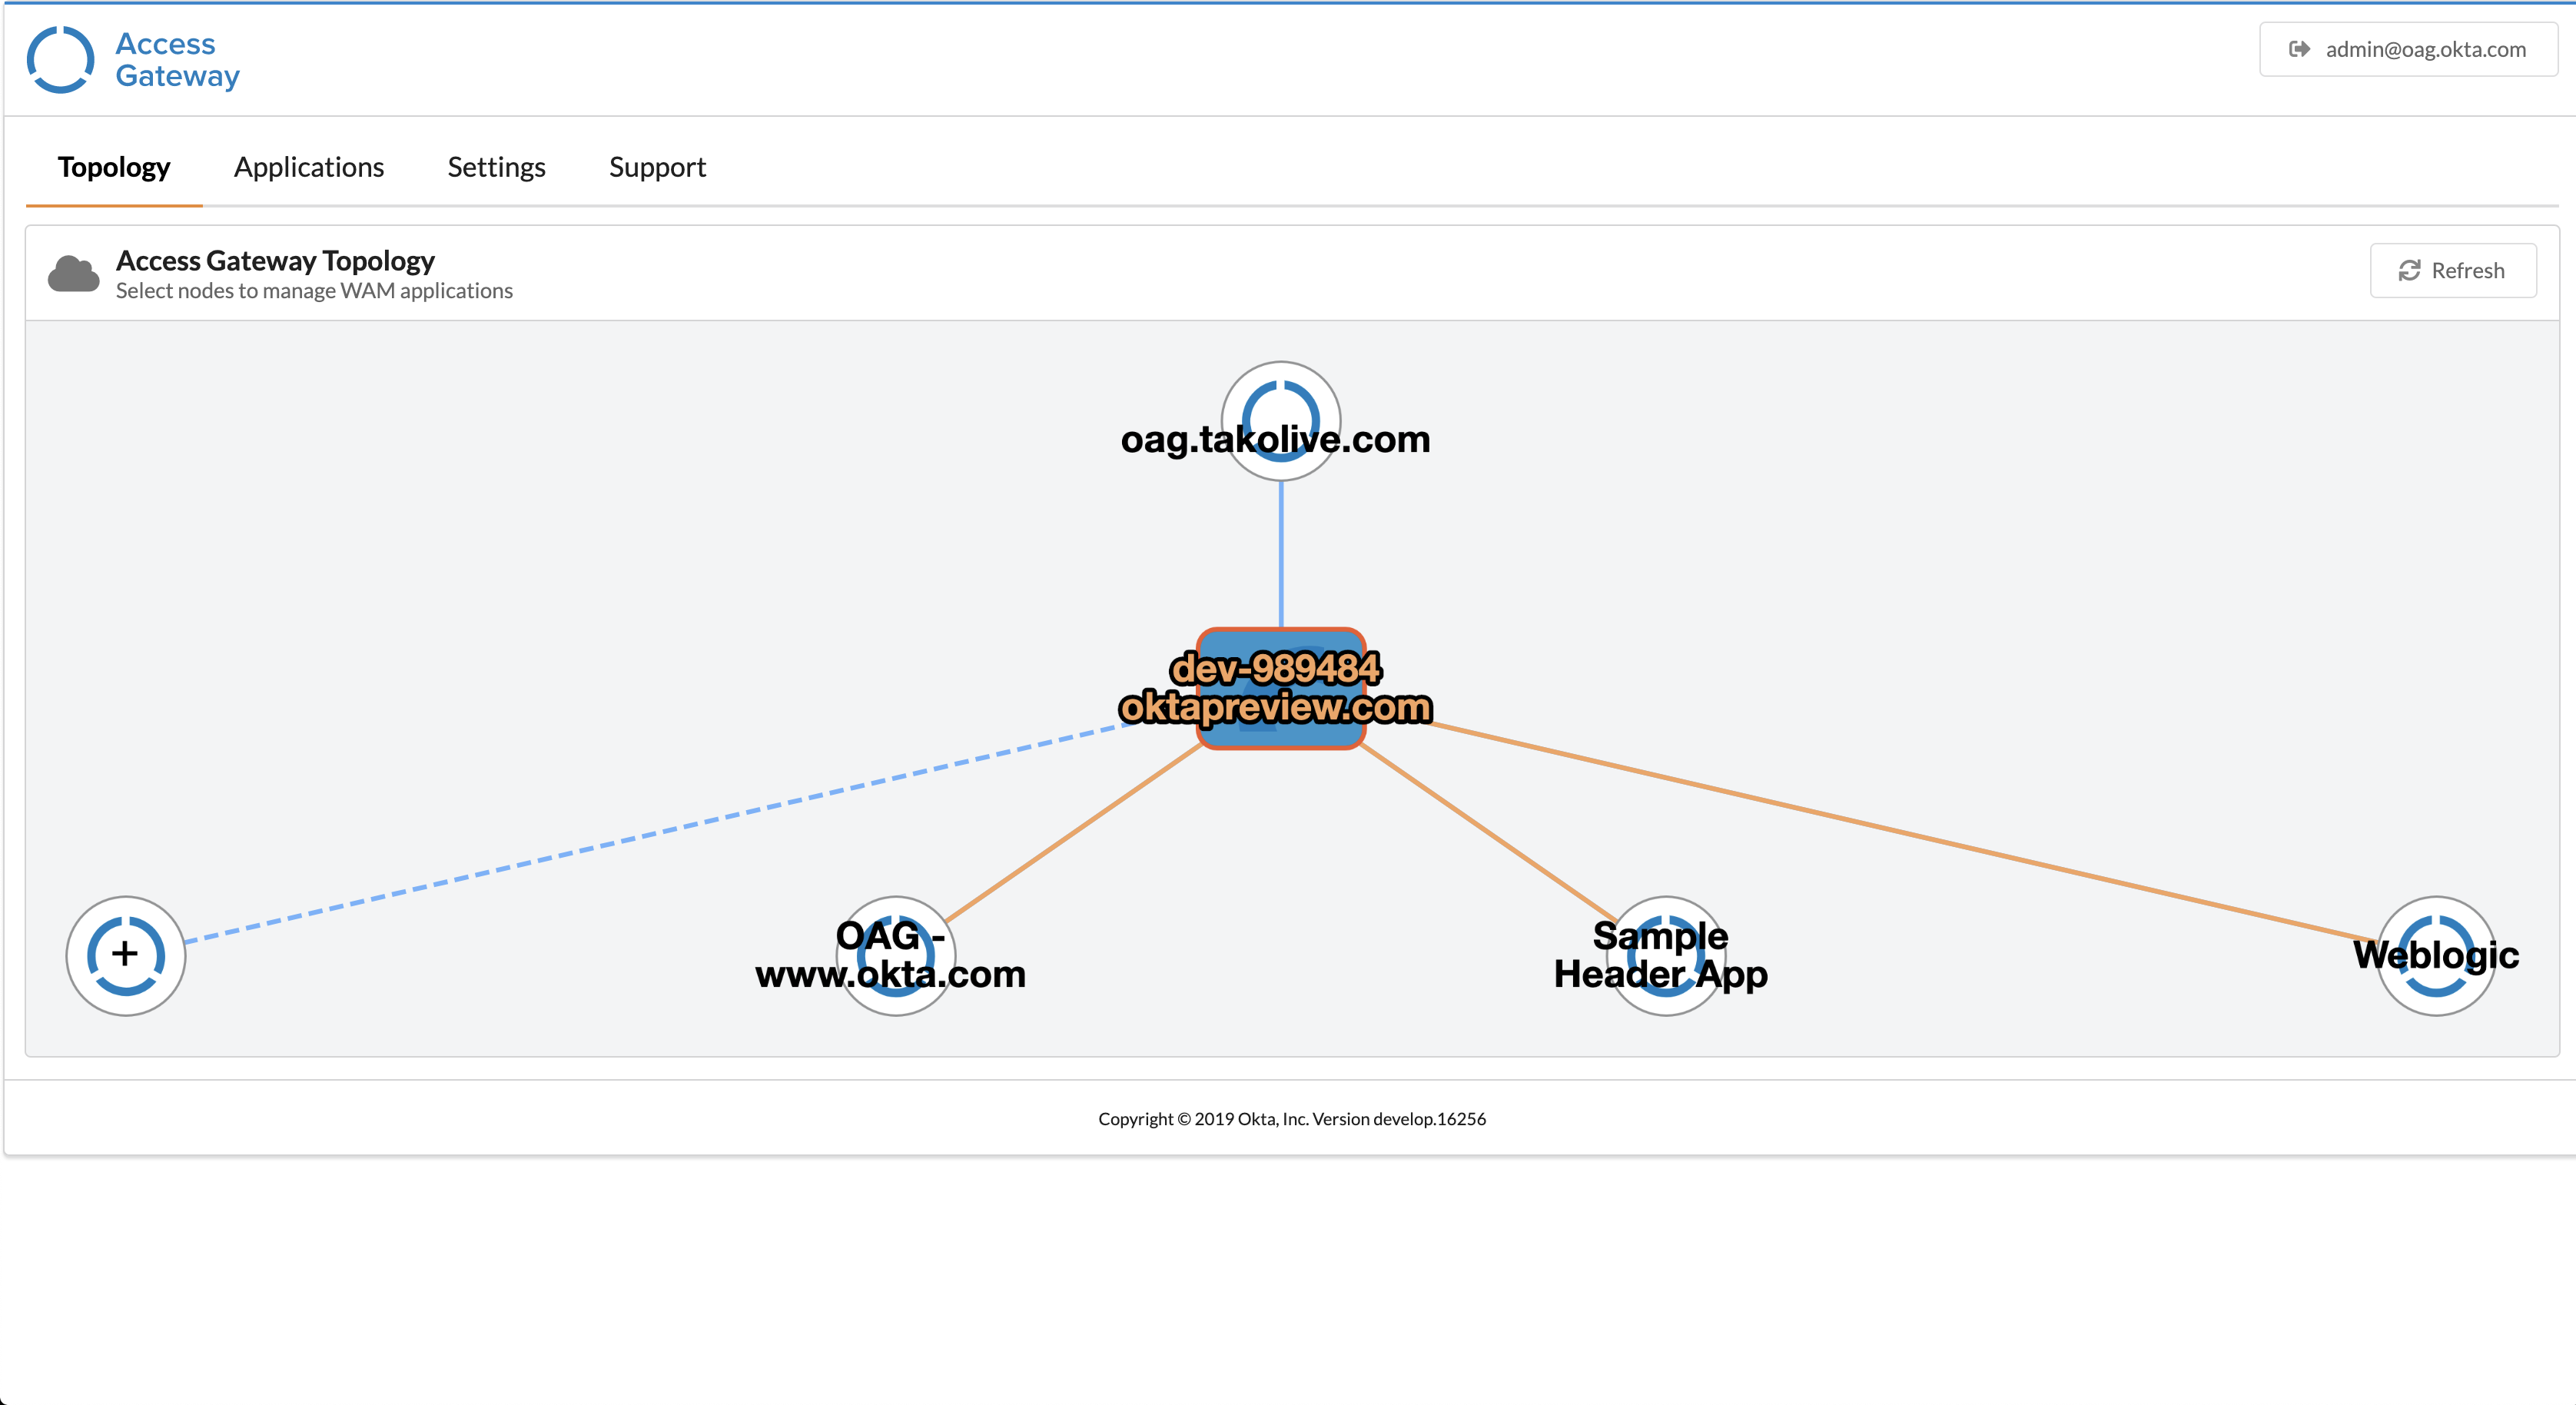 Access
Gateway
admin@oag.okta.com
Topology
Applications
Settings
Support
Access Gateway Topology
Select nodes to manage WAM applications
Refresh
oag.takolive.com
dev-989484
oktapreview.com
+
OAG -
www.okta.com
Sample
Header App
Weblogic
Copyright © 2019 Okta, Inc. Version develop.16256